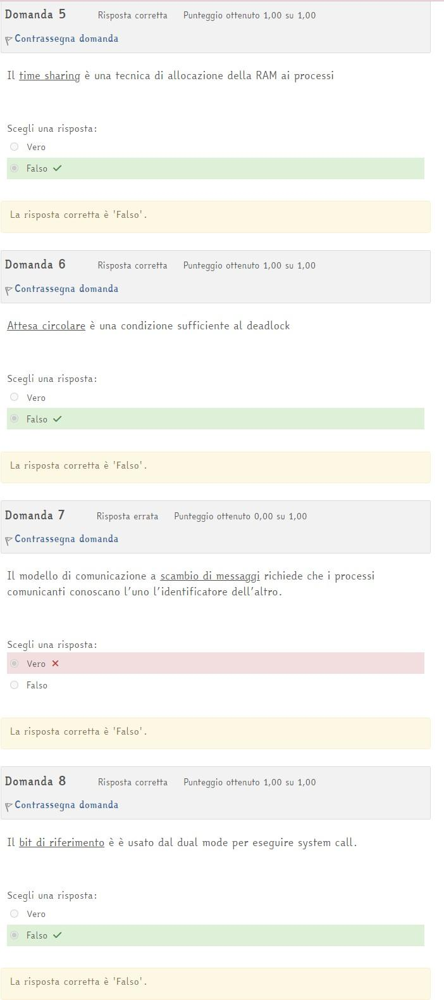 Domanda 5 Risposta corretta Punteggio ottenuto 1,00 su 1,00
Contrassegna domanda
Il time sharing è una tecnica di allocazione della RAM ai processi
Scegli una risposta:
Vero
Falso
La risposta corretta è 'Falso'.
Domanda 6 Risposta corretta Punteggio ottenuto 1,00 su 1,00
Contrassegna domanda
Attesa circolare è una condizione sufficiente al deadlock
Scegli una risposta:
Vero
Falso
La risposta corretta è 'Falso'.
Domanda 7 Risposta errata Punteggio ottenuto 0,00 su 1,00
Contrassegna domanda
Il modello di comunicazione a scambio di messaggi richiede che i processi
comunicanti conoscano l’uno l’identificatore dell’altro.
Scegli una risposta:
Vero
Falso
La risposta corretta è 'Falso'.
Domanda 8 Risposta corretta Punteggio ottenuto 1,00 su 1,00
Contrassegna domanda
Il bit di riferimento è è usato dal dual mode per eseguire system call.
Scegli una risposta:
Vero
Falso
La risposta corretta è 'Falso'.